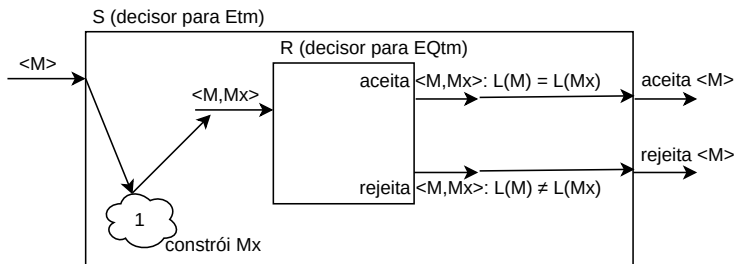 S (decisor para Etm)
R (decisor para EQtm)
<M>
<M,Mx>
aceita <M,Mx>: L(M) = L(Mx)
aceita <M>
rejeita <M>
rejeita <M,Mx>: L(M) ≠ L(Mx)
1
constrói Mx